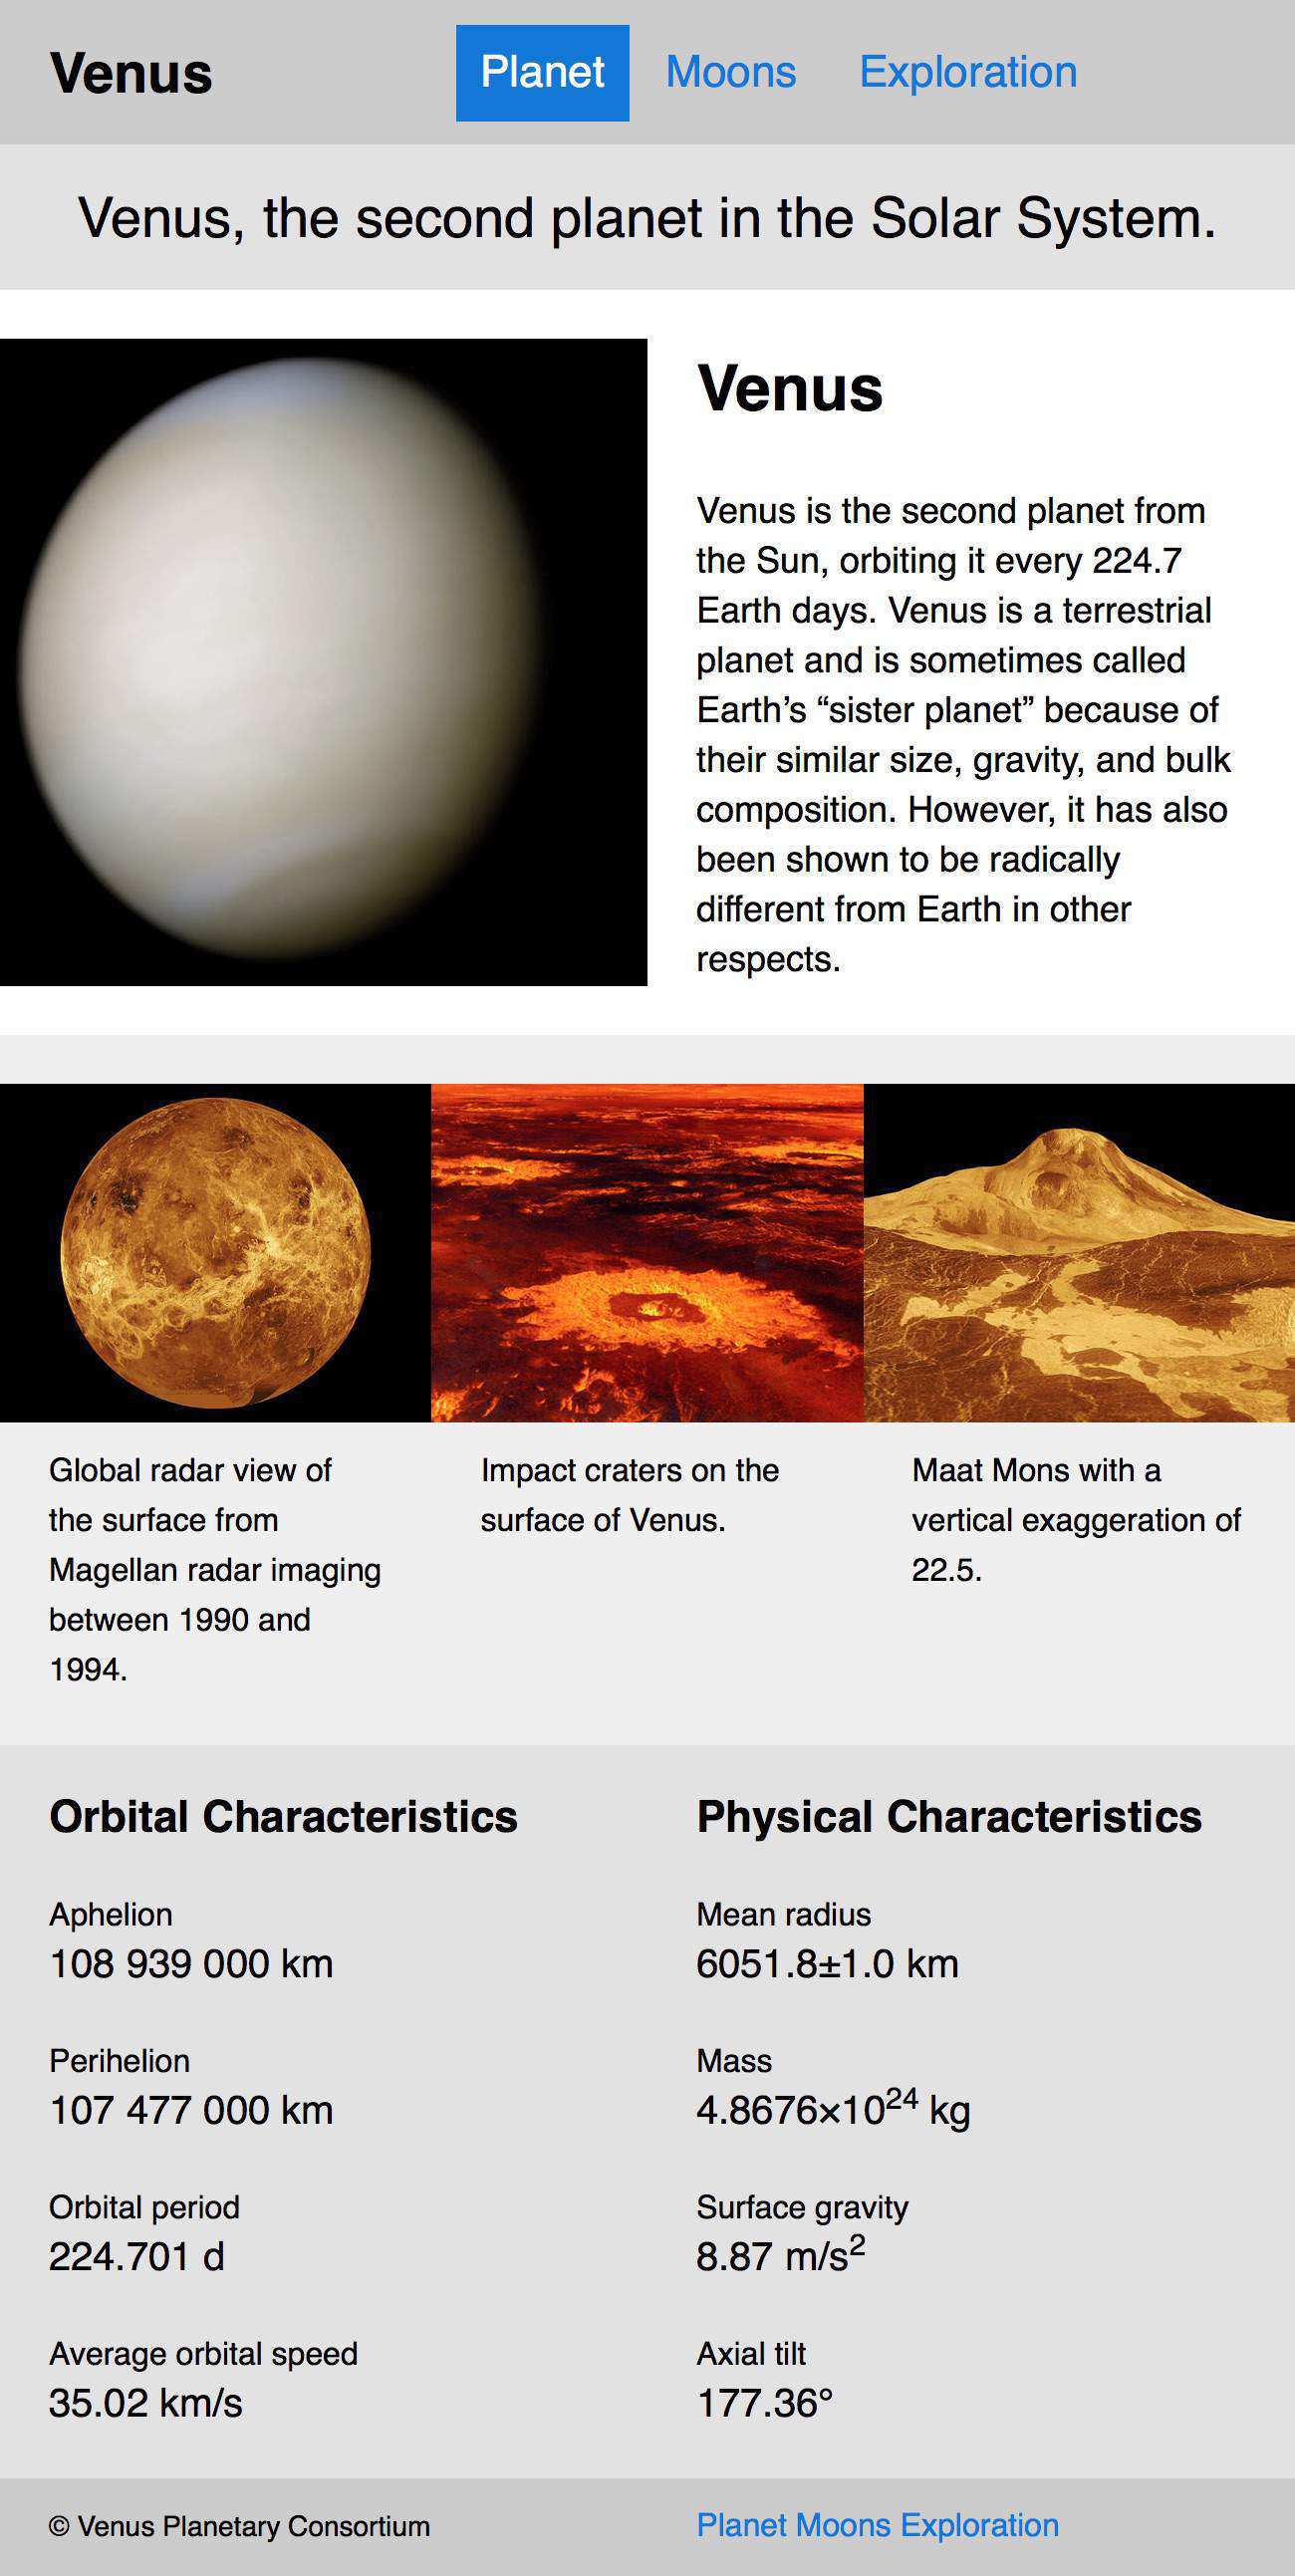 Venus
Planet Moons Exploration
Venus, the second planet in the Solar System.
Venus
Venus is the second planet from
the Sun, orbiting it every 224.7
Earth days. Venus is a terrestrial
planet and is sometimes called
Earth’s “sister planet” because of
their similar size, gravity, and bulk
composition. However, it has also
been shown to be radically
different from Earth in other
respects.
Global radar view of
the surface from
Magellan radar imaging
between 1990 and
1994.
Impact craters on the
surface of Venus.
Maat Mons with a
vertical exaggeration of
22.5.
Orbital Characteristics
Aphelion
108 939 000 km
Perihelion
107 477 000 km
Orbital period
224.701 d
Average orbital speed
35.02 km/s
Physical Characteristics
Mean radius
6051.8±1.0 km
Mass
4.8676×10²⁴ kg
Surface gravity
8.87 m/s²
Axial tilt
177.36°
© Venus Planetary Consortium
Planet Moons Exploration